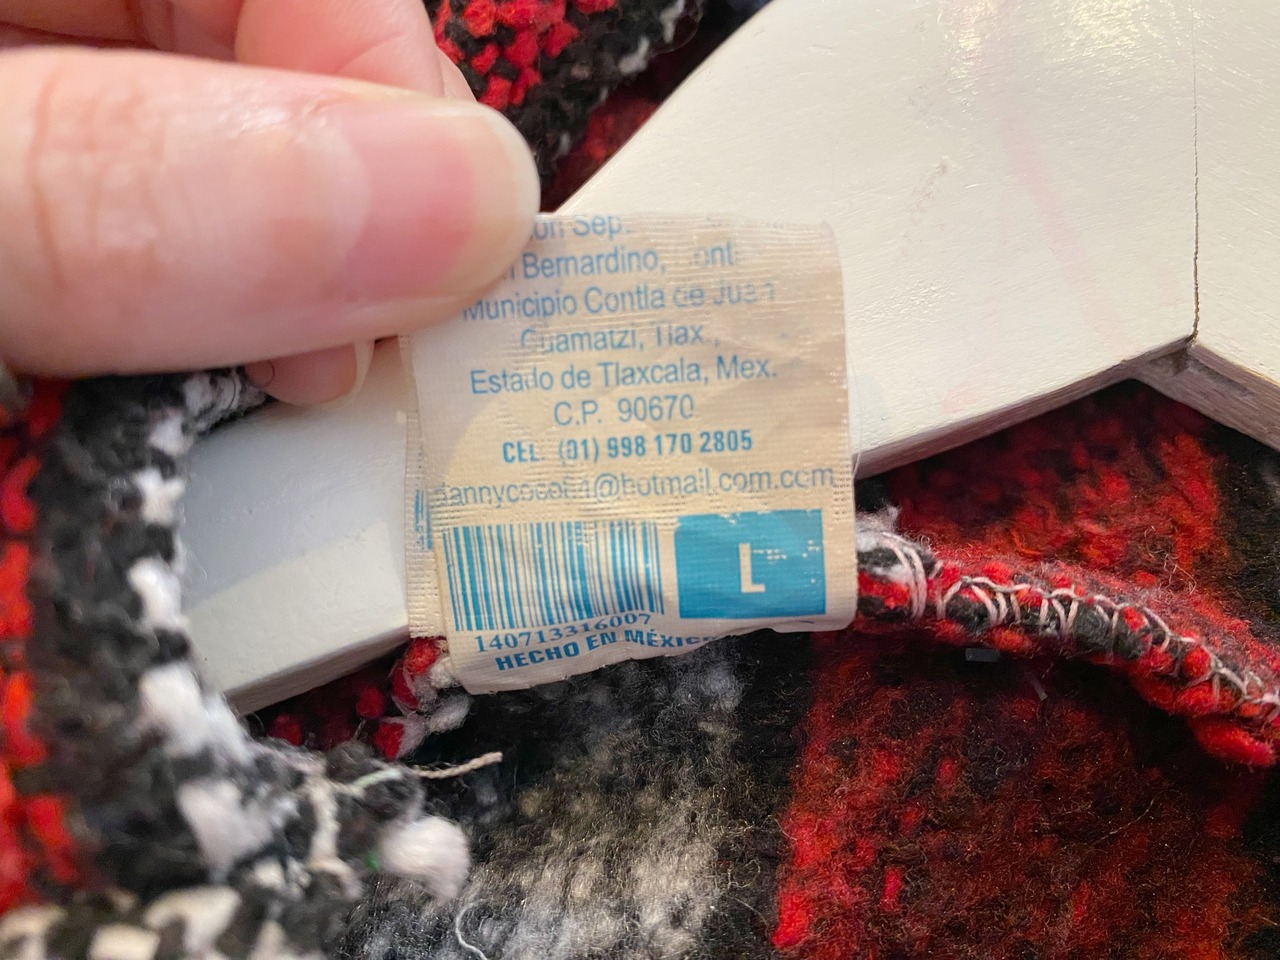 Sep.
Bernardino,
Municipio Contla de Juan
Cuamatzi, Tlax.,
Estado de Tlaxcala, Mex.
C.P. 90670
CEL. (01) 998 170 2805
L
140713316007
HECHO EN MÉXICO